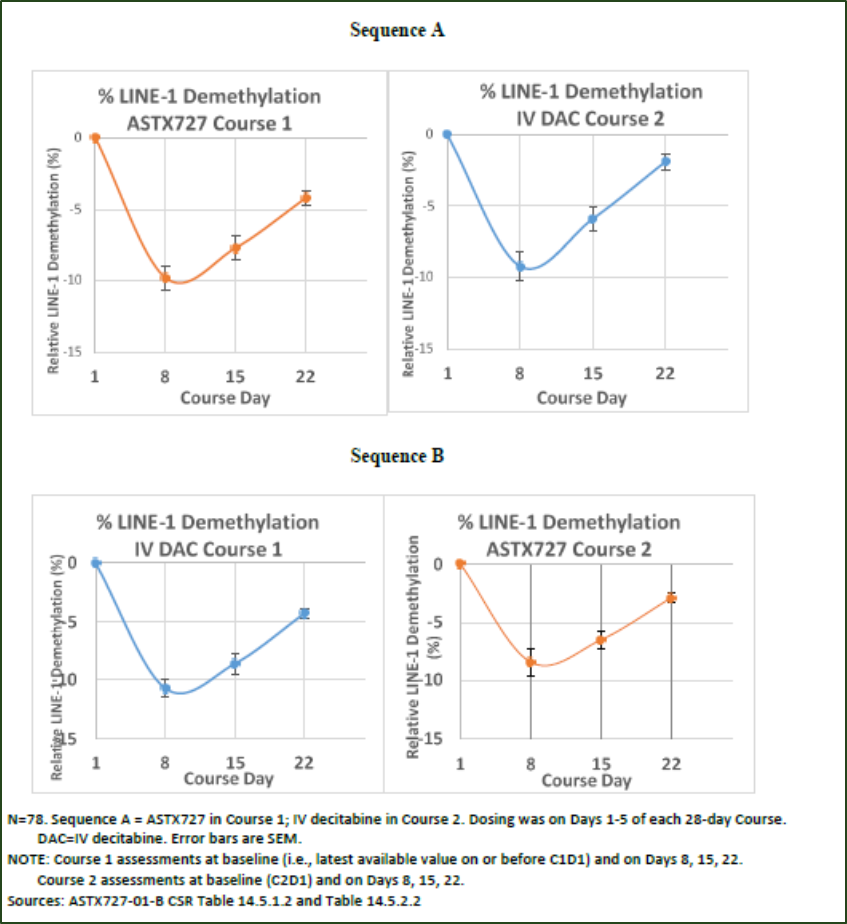 Sequence A
% LINE-1 Demethylation
ASTX727 Course 1
Relative LINE-1 Demethylation (%)
0
-5
-10
-15
1 8 15 22
Course Day
% LINE-1 Demethylation
IV DAC Course 2
Relative LINE-1 Demethylation (%)
0
-5
-10
-15
1 8 15 22
Course Day
Sequence B
% LINE-1 Demethylation
IV DAC Course 1
Relative LINE-1 Demethylation (%)
0
-5
-10
-15
1 8 15 22
Course Day
% LINE-1 Demethylation
ASTX727 Course 2
Relative LINE-1 Demethylation
(%)
0
-5
-10
-15
1 8 15 22
Course Day
N=78. Sequence A = ASTX727 in Course 1; IV decitabine in Course 2. Dosing was on Days 1-5 of each 28-day Course.
DAC=IV decitabine. Error bars are SEM.
NOTE: Course 1 assessments at baseline (i.e., latest available value on or before C1D1) and on Days 8, 15, 22.
Course 2 assessments at baseline (C2D1) and on Days 8, 15, 22.
Sources: ASTX727-01-B CSR Table 14.5.1.2 and Table 14.5.2.2